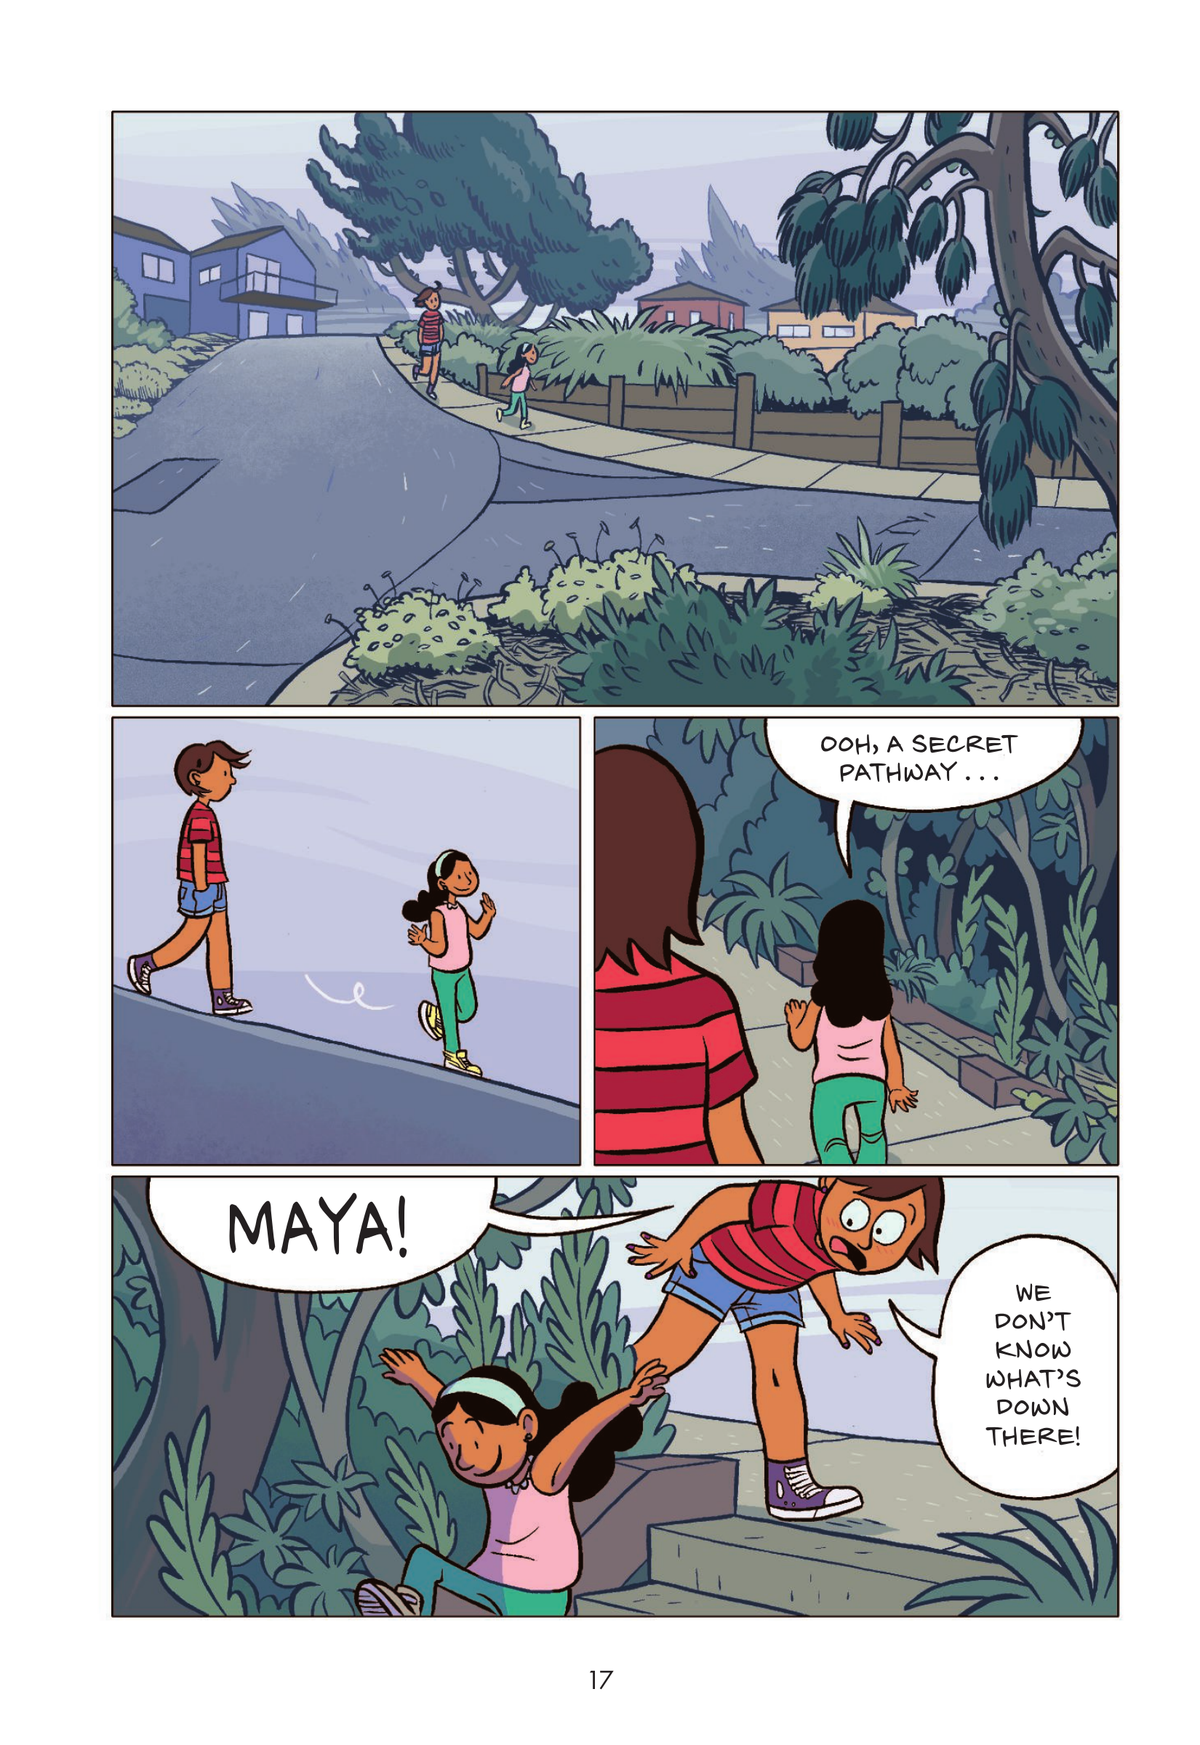 OOH, A SECRET
PATHWAY . . .
MAYA!
WE
DON'T
KNOW
WHAT'S
DOWN
THERE!
17